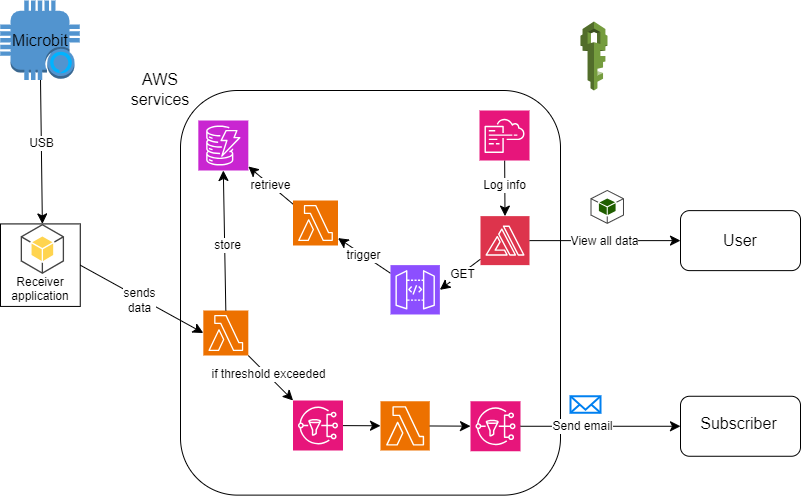 Microbit
AWS
services
USB
retrieve
Log info
store
trigger
GET
View all data
User
Receiver
application
sends
data
if threshold exceeded
Send email
Subscriber